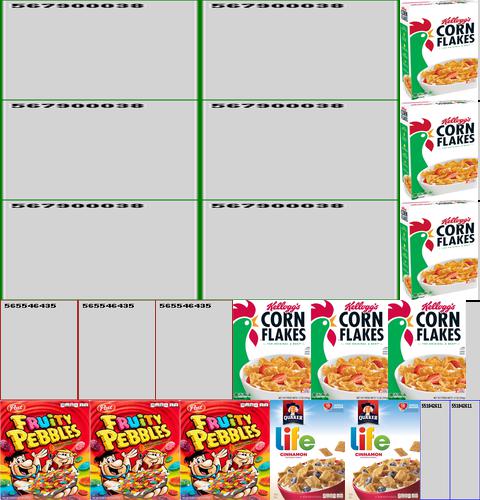 567900038 567900038 Kellogg's
CORN
FLAKES
567900038 567900038 Kellogg's
CORN
FLAKES
567900038 567900038 Kellogg's
CORN
FLAKES
565546435 565546435 565546435 Kellogg's Kellogg's Kellogg's
CORN CORN CORN
FLAKES FLAKES FLAKES
Post Post Post QUAKER QUAKER 551942611 551942611
FRUITY FRUITY FRUITY
PEBBLES PEBBLES PEBBLES life life
CINNAMON CINNAMON